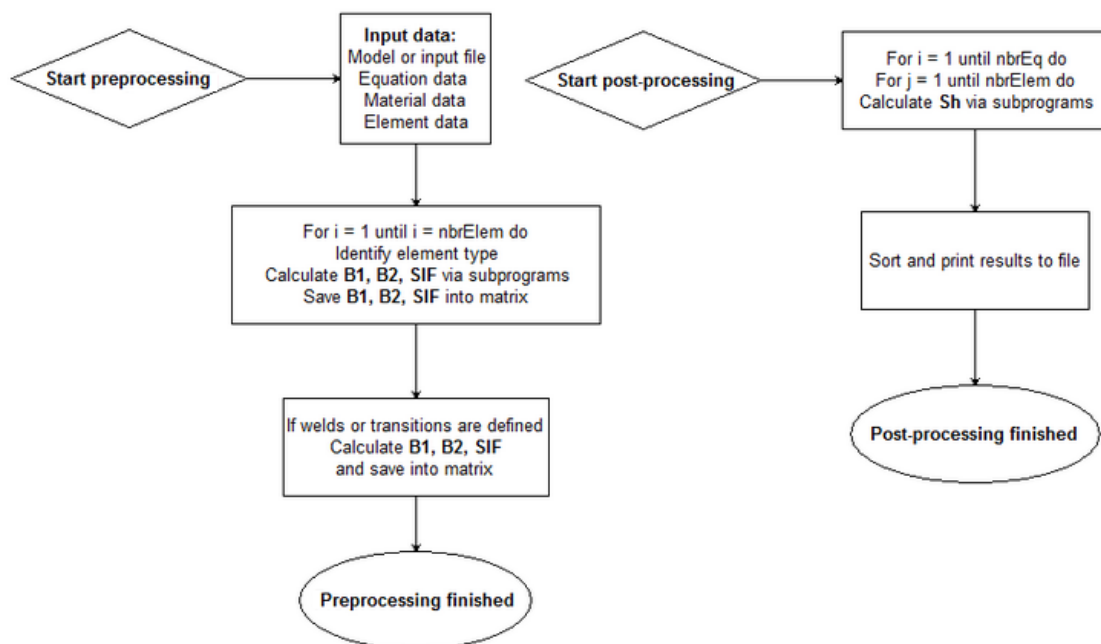 Start preprocessing
Input data:
Model or input file
Equation data
Material data
Element data
For i = 1 until i = nbrElem do
Identify element type
Calculate B1, B2, SIF via subprograms
Save B1, B2, SIF into matrix
If welds or transitions are defined
Calculate B1, B2, SIF
and save into matrix
Preprocessing finished
Start post-processing
For i = 1 until nbrEq do
For j = 1 until nbrElem do
Calculate Sh via subprograms
Sort and print results to file
Post-processing finished